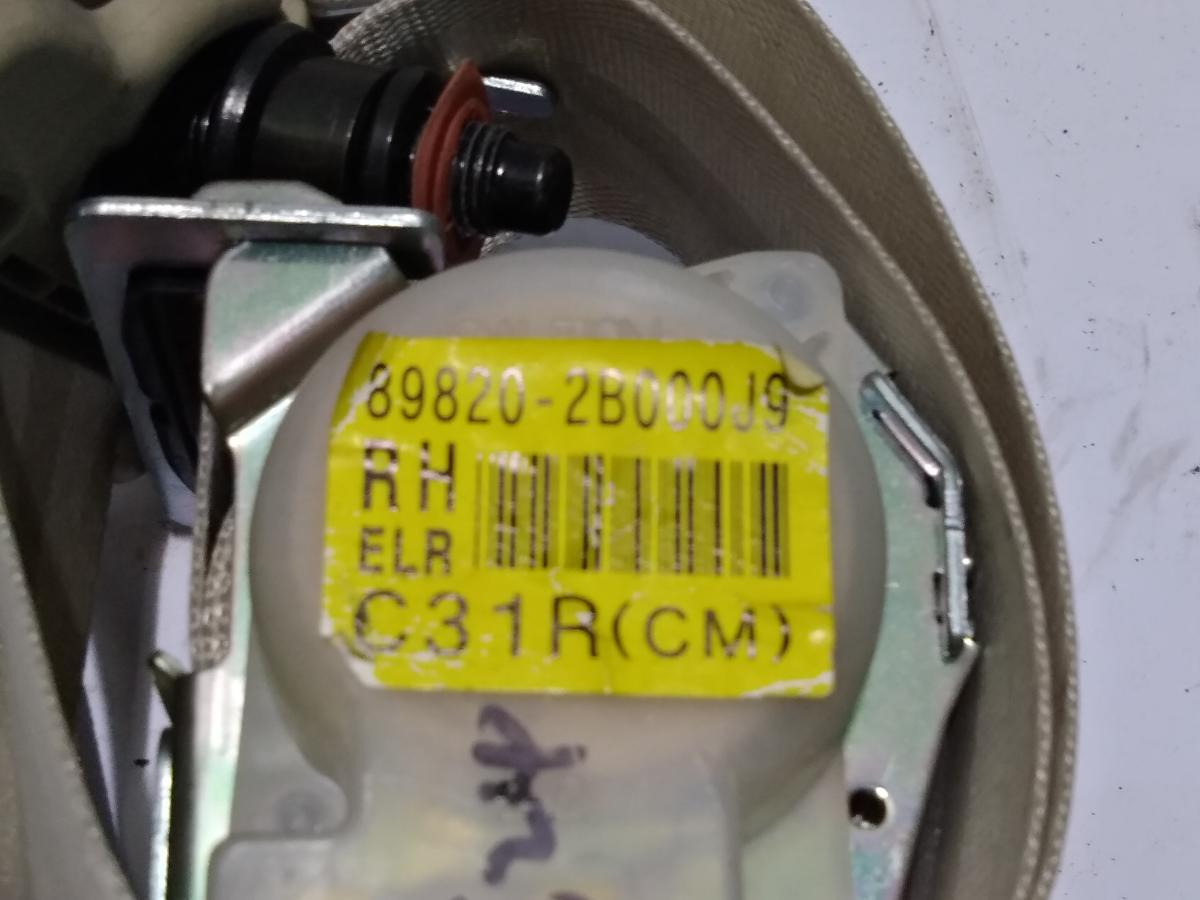 89820-2B000J9
RH
ELR
C31R(CM)